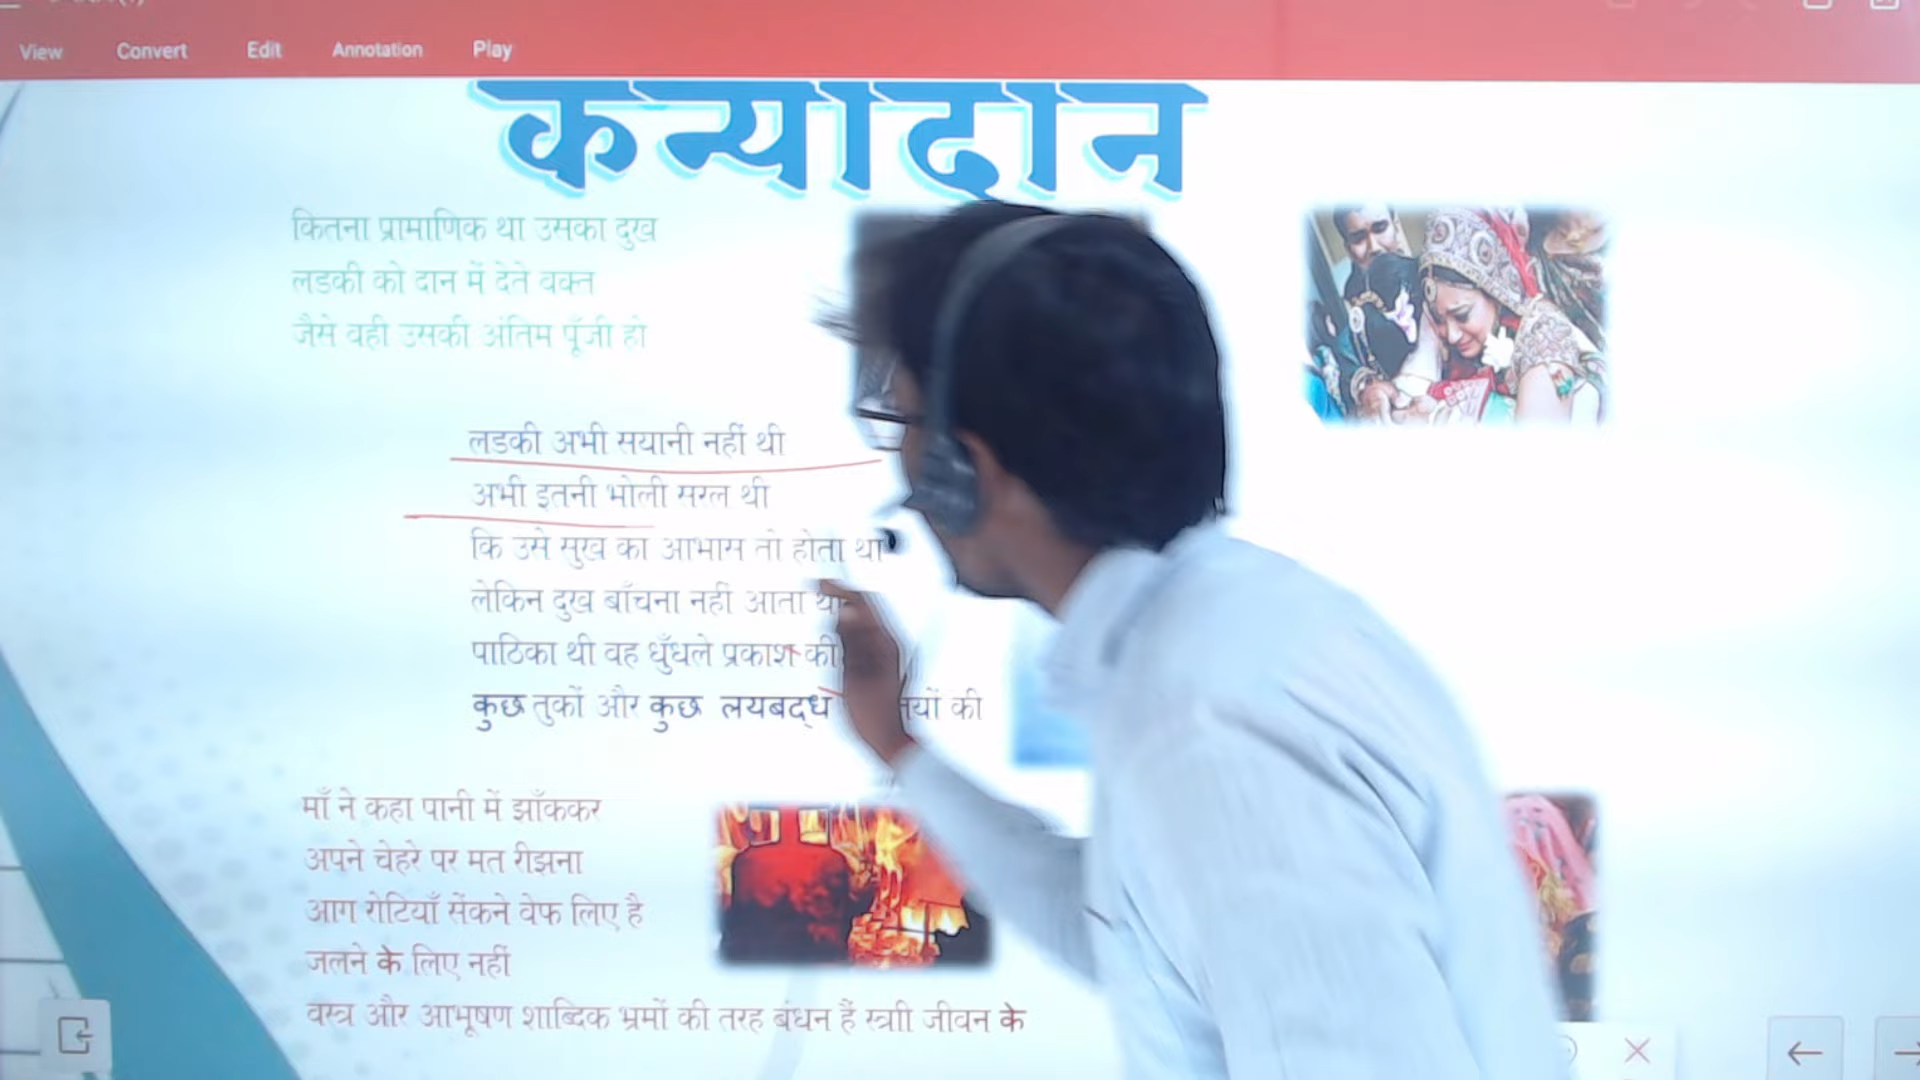 View Convert Edit Annotation Play
कन्यादान
कितना प्रामाणिक था उसका दुख
लडकी को दान में देते वक्त
जैसे वही उसकी अंतिम पूँजी हो
लडकी अभी सयानी नहीं थी
अभी इतनी भोली सरल थी
कि उसे सुख का आभास तो होता था
लेकिन दुख बाँचना नहीं आता था
पाठिका थी वह धुँधले प्रकाश की
कुछ तुकों और कुछ लयबद्ध की
माँ ने कहा पानी में झाँककर
अपने चेहरे पर मत रीझना
आग रोटियाँ सेंकने वेफ लिए है
जलने के लिए नहीं
वस्त्र और आभूषण शाब्दिक भ्रमों की तरह बंधन हैं स्त्राी जीवन के